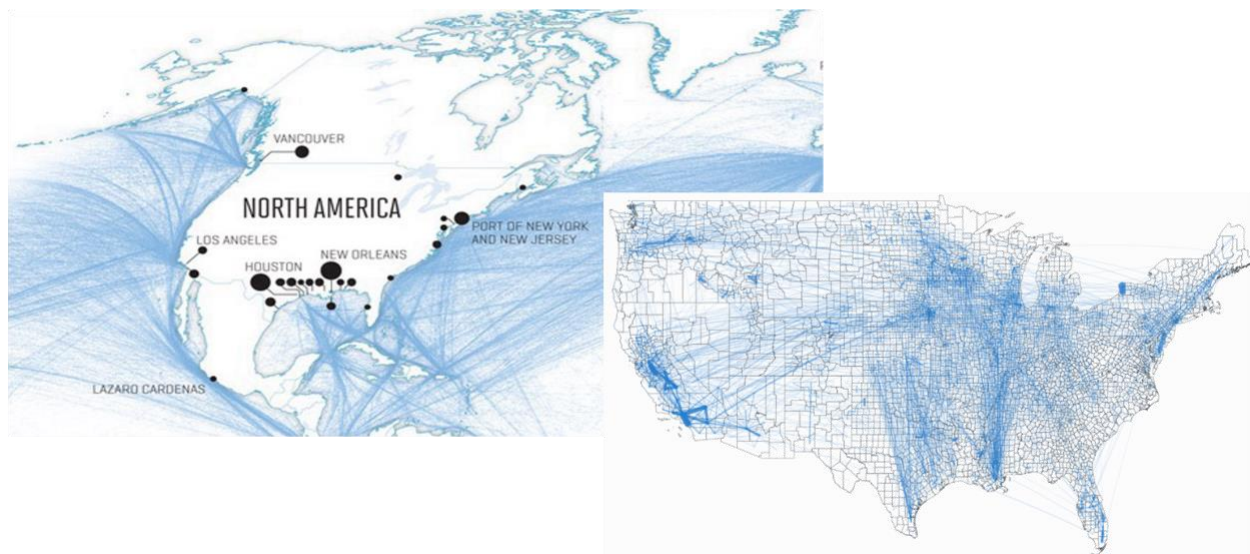 VANCOUVER
NORTH AMERICA
PORT OF NEW YORK
AND NEW JERSEY
LOS ANGELES
NEW ORLEANS
HOUSTON
LAZARO CARDENAS